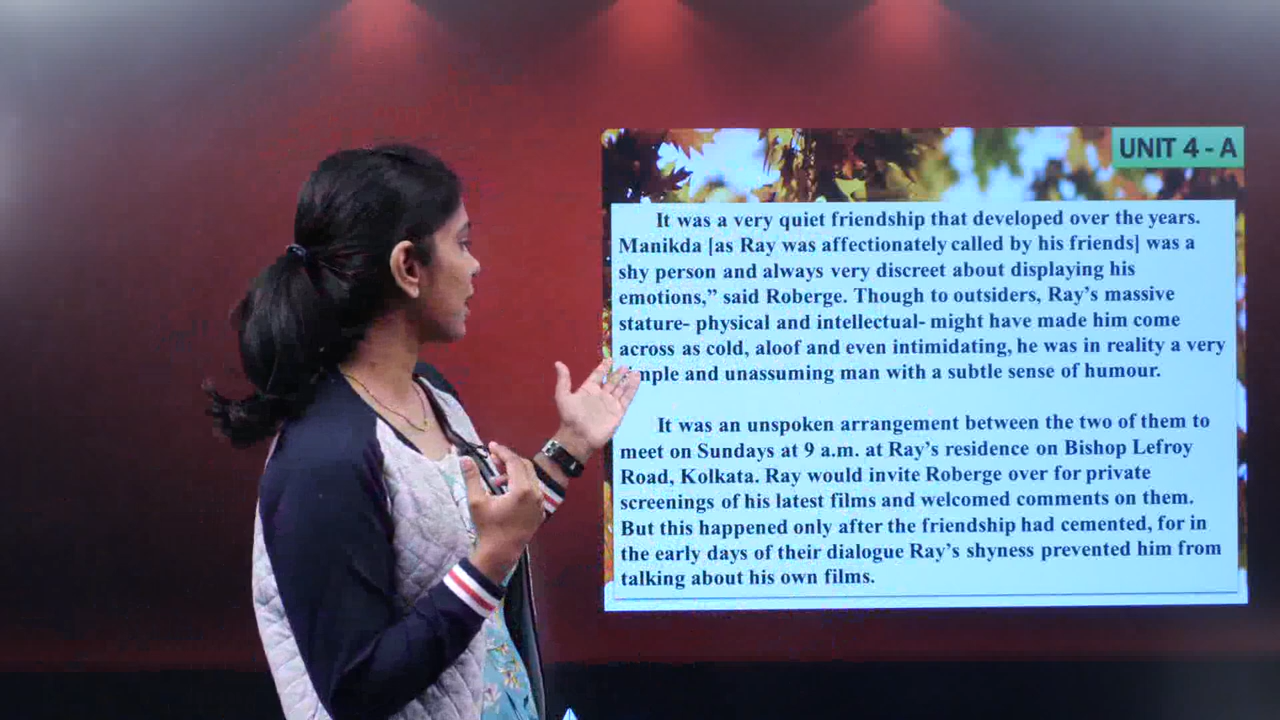 UNIT 4 - A
It was a very quiet friendship that developed over the years.
Manikda [as Ray was affectionately called by his friends] was a
shy person and always very discreet about displaying his
emotions,” said Roberge. Though to outsiders, Ray’s massive
stature- physical and intellectual- might have made him come
across as cold, aloof and even intimidating, he was in reality a very
and unassuming man with a subtle sense of humour.
It was an unspoken arrangement between the two of them to
meet on Sundays at 9 a.m. at Ray’s residence on Bishop Lefroy
Road, Kolkata. Ray would invite Roberge over for private
screenings of his latest films and welcomed comments on them.
But this happened only after the friendship had cemented, for in
the early days of their dialogue Ray’s shyness prevented him from
talking about his own films.